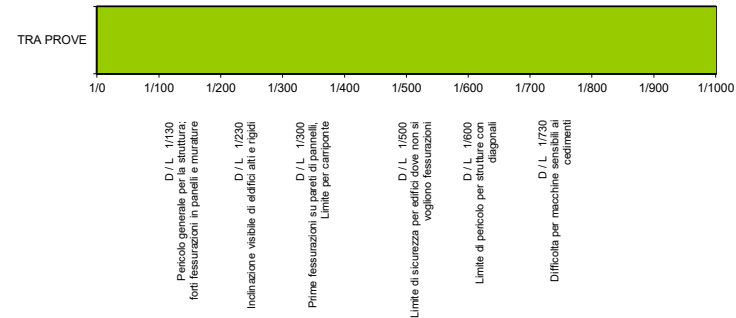 TRA PROVE
1/0 1/100 1/200 1/300 1/400 1/500 1/600 1/700 1/800 1/900 1/1000
D / L 1/130
Pericolo generale per la struttura;
forti fessurazioni in panelli e murature
D / L 1/230
Inclinazione visibile di eldifici alti e rigidi
D / L 1/300
Prime fessurazioni su pareti di pannelli,
Limite per carriponte
D / L 1/500
Limite di sicurezza per edifici dove non si
vogliono fessurazioni
D / L 1/600
Limite di pericolo per strutture con
diagonali
D / L 1/730
Difficolta per macchine sensibili ai
cedimenti